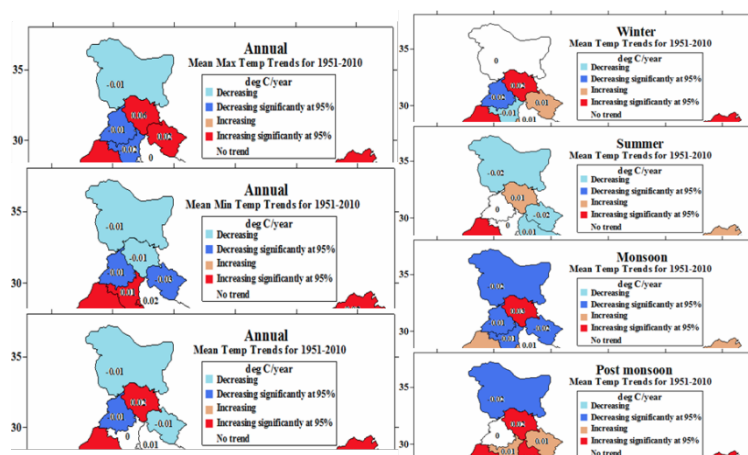 Annual
Mean Max Temp Trends for 1951-2010
deg C/year
Decreasing
Decreasing significantly at 95%
Increasing
Increasing significantly at 95%
No trend
35
30
-0.01
0
Annual
Mean Min Temp Trends for 1951-2010
deg C/year
Decreasing
Decreasing significantly at 95%
Increasing
Increasing significantly at 95%
No trend
35
30
-0.01
-0.01
0.02
Annual
Mean Temp Trends for 1951-2010
deg C/year
Decreasing
Decreasing significantly at 95%
Increasing
Increasing significantly at 95%
No trend
35
30
-0.01
-0.01
0
0.01
Winter
Mean Temp Trends for 1951-2010
deg C/year
Decreasing
Decreasing significantly at 95%
Increasing
Increasing significantly at 95%
No trend
35
30
0
0.01
-0.01
0.01
Summer
Mean Temp Trends for 1951-2010
deg C/year
Decreasing
Decreasing significantly at 95%
Increasing
Increasing significantly at 95%
No trend
35
30
-0.02
0.01
0
-0.02
0
0.01
Monsoon
Mean Temp Trends for 1951-2010
deg C/year
Decreasing
Decreasing significantly at 95%
Increasing
Increasing significantly at 95%
No trend
35
30
0.01
Post monsoon
Mean Temp Trends for 1951-2010
deg C/year
Decreasing
Decreasing significantly at 95%
Increasing
Increasing significantly at 95%
No trend
35
30
0
0.01